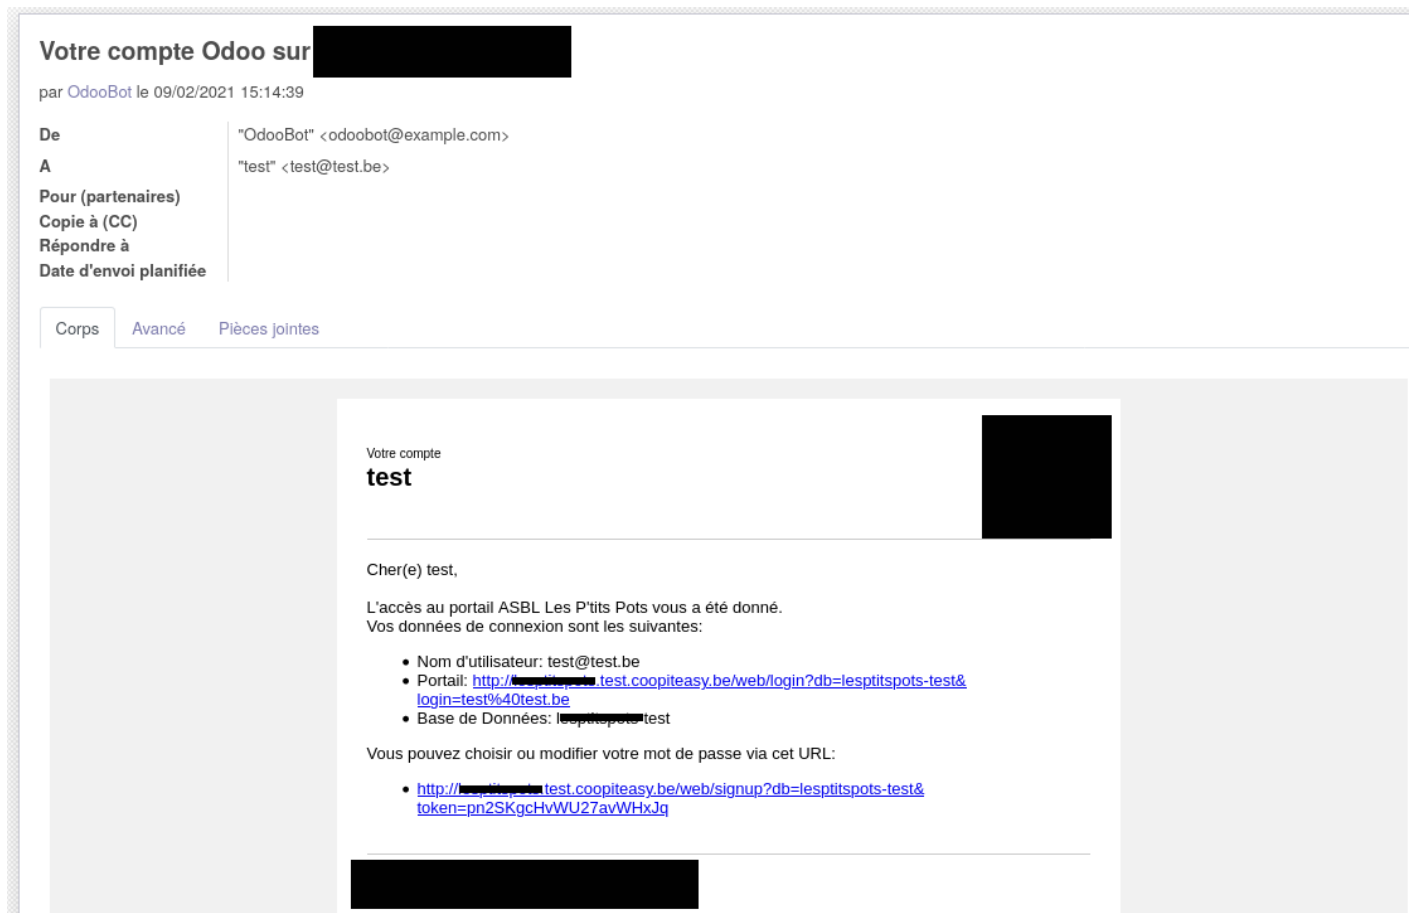 Votre compte Odoo sur
par OdooBot le 09/02/2021 15:14:39
De "OdooBot" <odoobot@example.com>
A "test" <test@test.be>
Pour (partenaires)
Copie à (CC)
Répondre à
Date d'envoi planifiée
Corps Avancé Pièces jointes
Votre compte
test
Cher(e) test,
L'accès au portail ASBL Les P'tits Pots vous a été donné.
Vos données de connexion sont les suivantes:
• Nom d'utilisateur: test@test.be
• Portail: http://.test.coopiteasy.be/web/login?db=lesptitspots-test&
login=test%40test.be
• Base de Données: test
Vous pouvez choisir ou modifier votre mot de passe via cet URL:
• http://test.coopiteasy.be/web/signup?db=lesptitspots-test&
token=pn2SKgcHvWU27avWHxJq